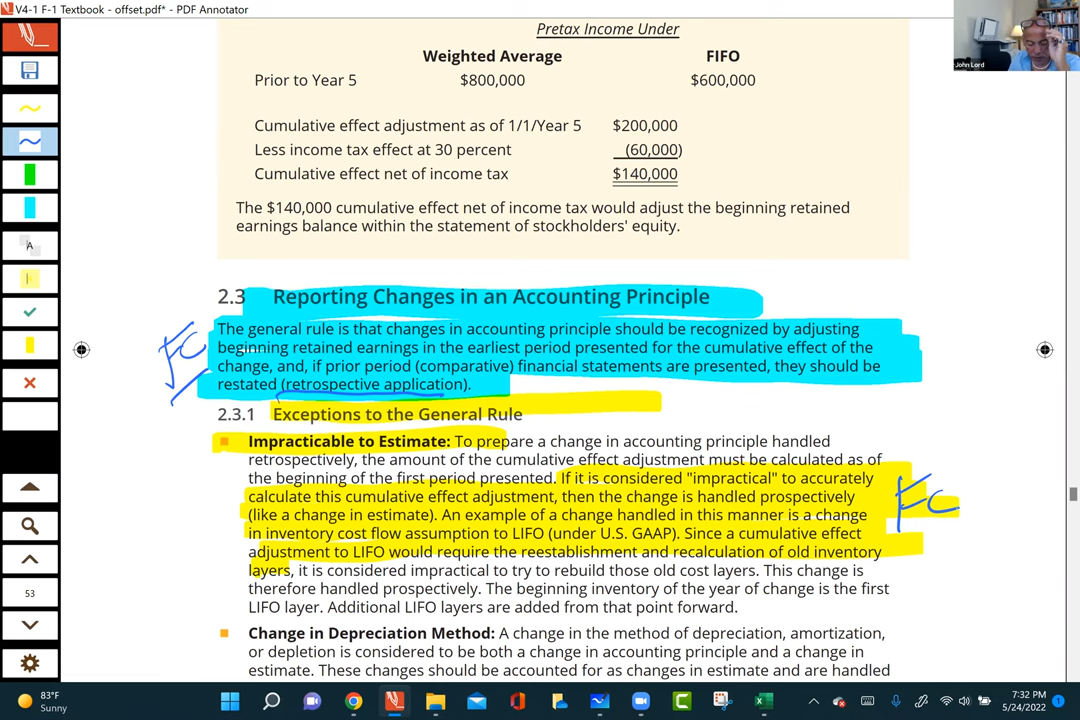 V4-1 F-1 Textbook - offset.pdf* - PDF Annotator
John Lord
Pretax Income Under
Weighted Average FIFO
Prior to Year 5 $800,000 $600,000
Cumulative effect adjustment as of 1/1/Year 5 $200,000
Less income tax effect at 30 percent (60,000)
Cumulative effect net of income tax $140,000
The $140,000 cumulative effect net of income tax would adjust the beginning retained
earnings balance within the statement of stockholders' equity.
2.3 Reporting Changes in an Accounting Principle
The general rule is that changes in accounting principle should be recognized by adjusting
beginning retained earnings in the earliest period presented for the cumulative effect of the
change, and, if prior period (comparative) financial statements are presented, they should be
restated (retrospective application).
FC
2.3.1 Exceptions to the General Rule
Impracticable to Estimate: To prepare a change in accounting principle handled
retrospectively, the amount of the cumulative effect adjustment must be calculated as of
the beginning of the first period presented. If it is considered "impractical" to accurately
calculate this cumulative effect adjustment, then the change is handled prospectively
(like a change in estimate). An example of a change handled in this manner is a change
in inventory cost flow assumption to LIFO (under U.S. GAAP). Since a cumulative effect
adjustment to LIFO would require the reestablishment and recalculation of old inventory
layers, it is considered impractical to try to rebuild those old cost layers. This change is
therefore handled prospectively. The beginning inventory of the year of change is the first
LIFO layer. Additional LIFO layers are added from that point forward.
FC
Change in Depreciation Method: A change in the method of depreciation, amortization,
or depletion is considered to be both a change in accounting principle and a change in
estimate. These changes should be accounted for as changes in estimate and are handled
A
53
83°F
Sunny
7:32 PM
5/24/2022